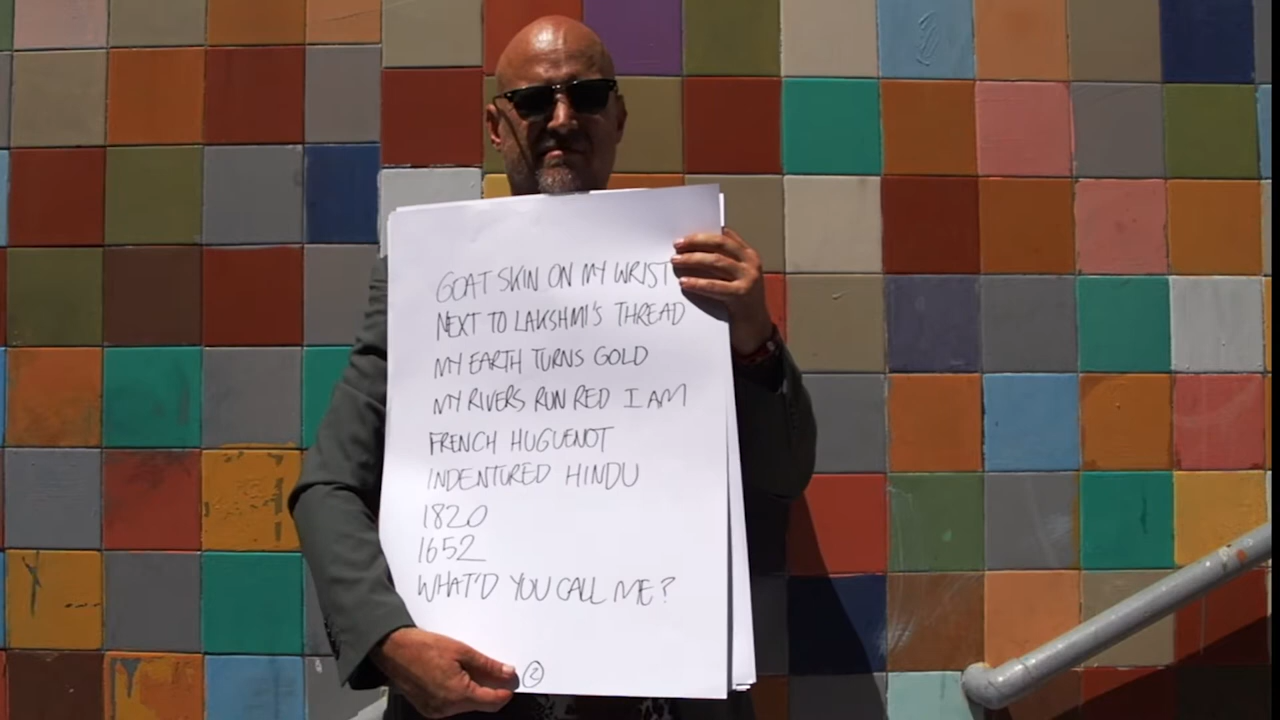 GOAT SKIN ON MY WRIST
NEXT TO LAKSHMI'S THREAD
MY EARTH TURNS GOLD
MY RIVERS RUN RED I AM
FRENCH HUGUENOT
INDENTURED HINDU
1820
1652
WHAT'D YOU CALL ME?
2